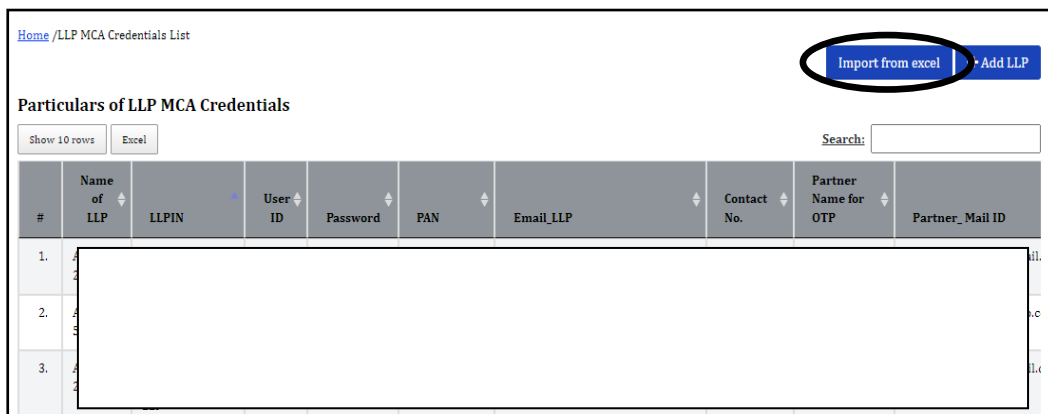 Home /LLP MCA Credentials List
Import from excel
Add LLP
Particulars of LLP MCA Credentials
Show 10 rows
Excel
Search:
#
Name of LLP
LLPIN
User ID
Password
PAN
Email_LLP
Contact No.
Partner Name for OTP
Partner_ Mail ID
1.
2.
3.